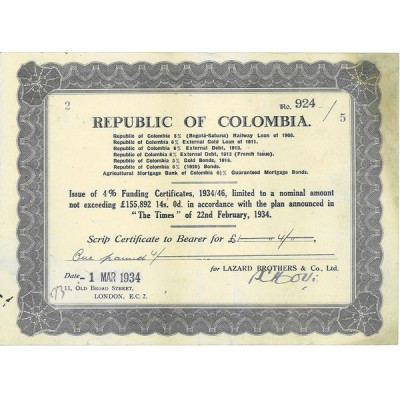 2
No. 924 / 5
REPUBLIC OF COLOMBIA.
Republic of Colombia 5% (Bogotá-Sabana) Railway Loan of 1906.
Republic of Colombia 6% External Gold Loan of 1911.
Republic of Colombia 6% External Debt, 1913.
Republic of Colombia 6% External Debt, 1913 (French Issue).
Republic of Colombia 5% Gold Bonds, 1916.
Republic of Colombia 6% (1920) Bonds.
Agricultural Mortgage Bank of Colombia 6½% Guaranteed Mortgage Bonds.
Issue of 4% Funding Certificates, 1934/46, limited to a nominal amount
not exceeding £155,892 14s. 0d. in accordance with the plan announced in
"The Times" of 22nd February, 1934.
Scrip Certificate to Bearer for £1 4/
One pound 4/
for LAZARD BROTHERS & Co., Ltd.
Date -1 MAR 1934
11, OLD BROAD STREET,
LONDON, E.C. 2.